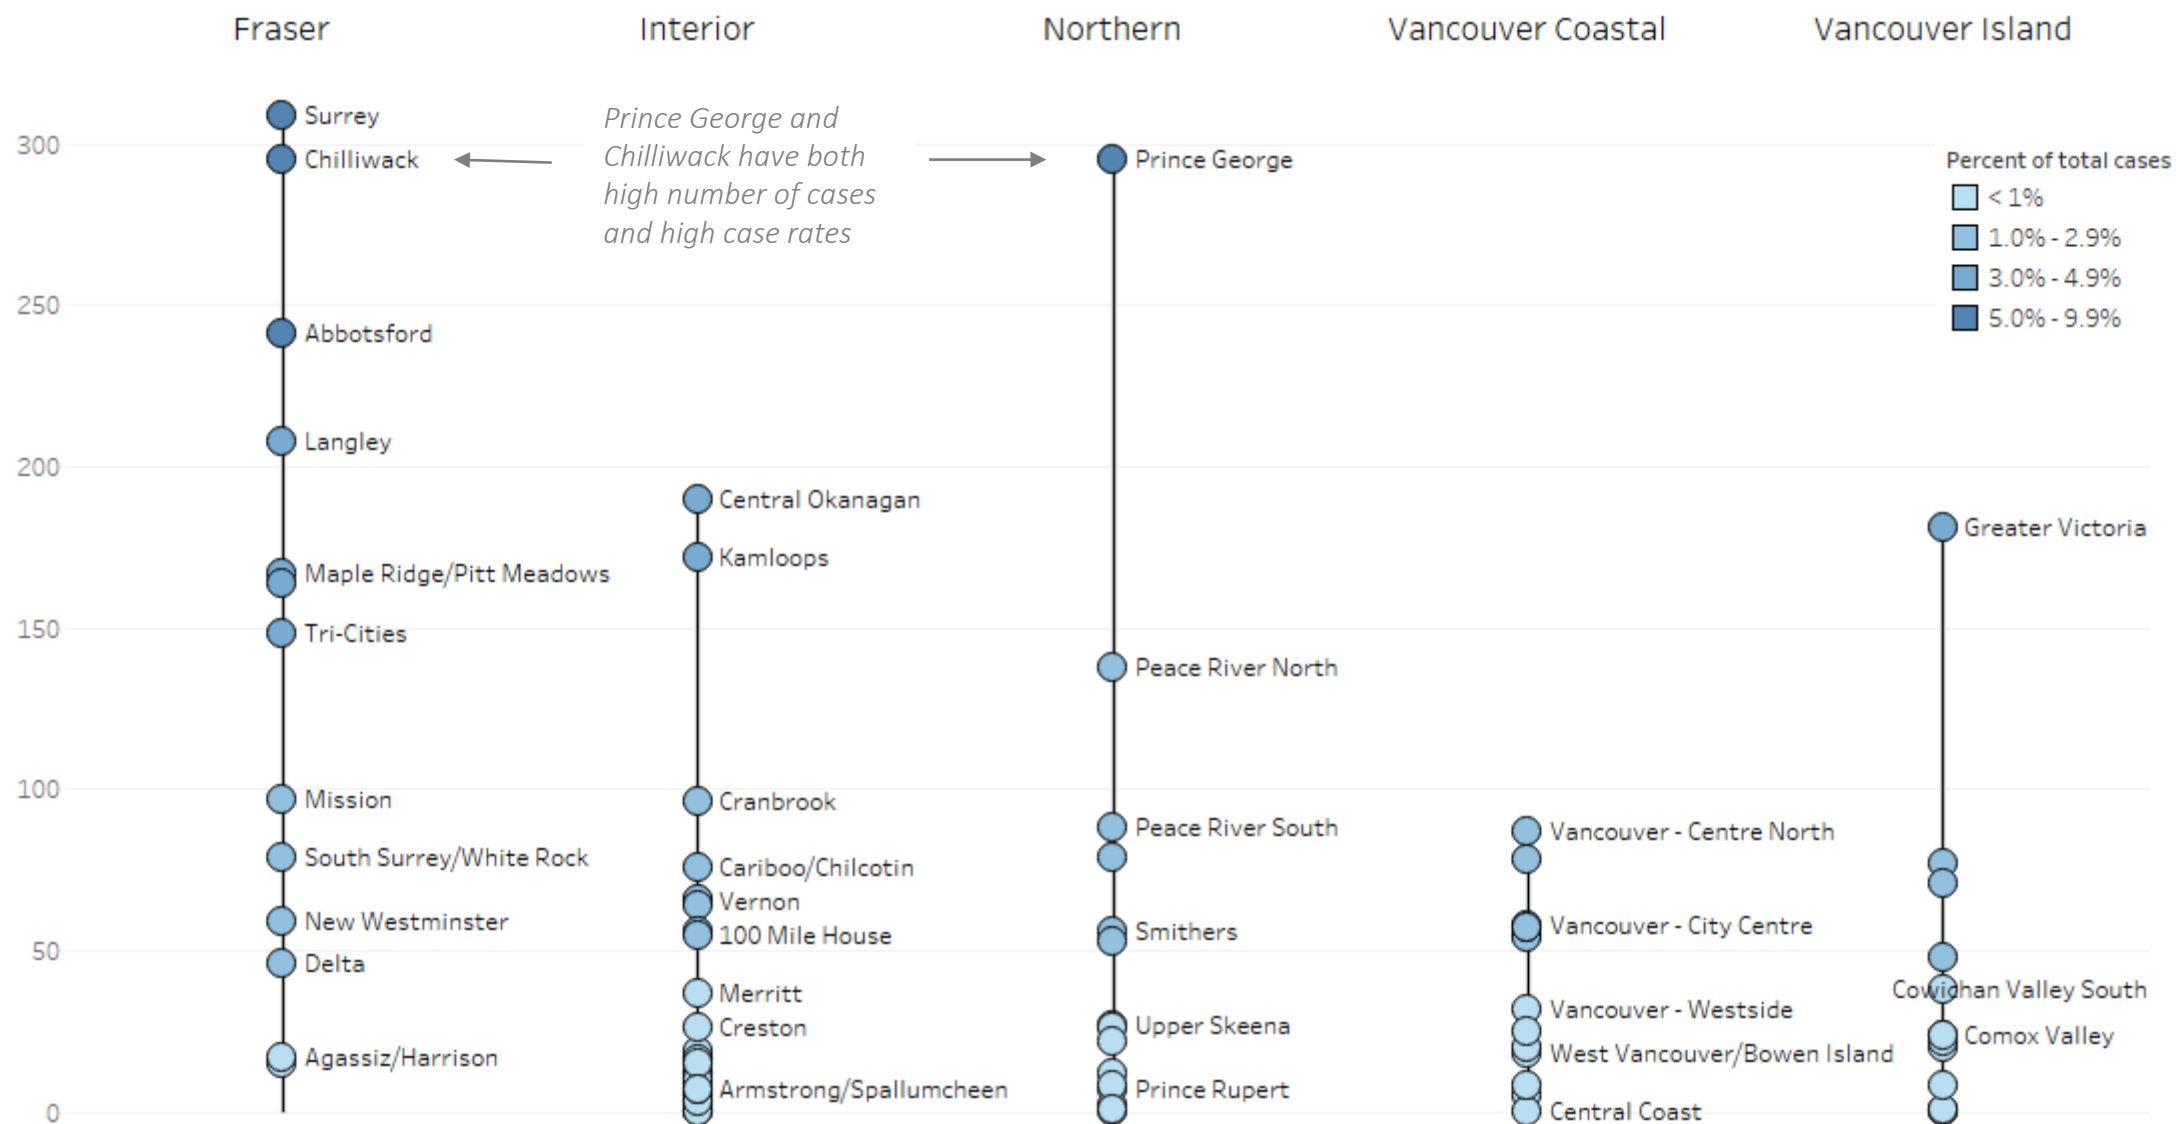 Fraser
Interior
Northern
Vancouver Coastal
Vancouver Island
300
250
200
150
100
50
0
Surrey
Chilliwack
Abbotsford
Langley
Maple Ridge/Pitt Meadows
Tri-Cities
Mission
South Surrey/White Rock
New Westminster
Delta
Agassiz/Harrison
Prince George and
Chilliwack have both
high number of cases
and high case rates
Central Okanagan
Kamloops
Cranbrook
Cariboo/Chilcotin
Vernon
100 Mile House
Merritt
Creston
Armstrong/Spallumcheen
Prince George
Peace River North
Peace River South
Smithers
Upper Skeena
Prince Rupert
Vancouver - Centre North
Vancouver - City Centre
Vancouver - Westside
West Vancouver/Bowen Island
Central Coast
Percent of total cases
< 1%
1.0% - 2.9%
3.0% - 4.9%
5.0% - 9.9%
Greater Victoria
Cowichan Valley South
Comox Valley